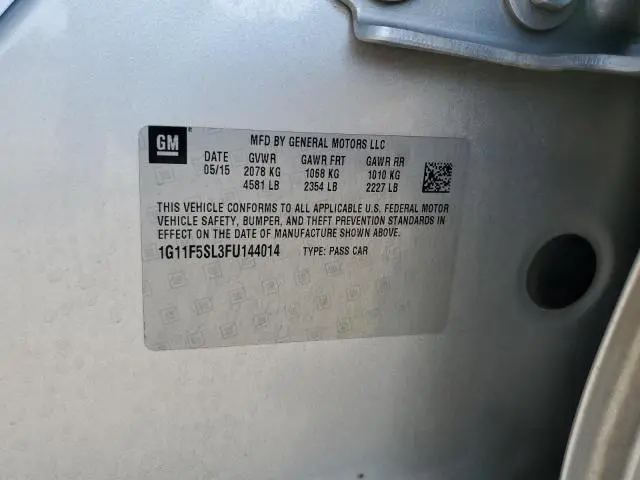 GM
MFD BY GENERAL MOTORS LLC
DATE GVWR GAWR FRT GAWR RR
05/15 2078 KG 1068 KG 1010 KG
4581 LB 2354 LB 2227 LB
THIS VEHICLE CONFORMS TO ALL APPLICABLE U.S. FEDERAL MOTOR
VEHICLE SAFETY, BUMPER, AND THEFT PREVENTION STANDARDS IN
EFFECT ON THE DATE OF MANUFACTURE SHOWN ABOVE.
1G11F5SL3FU144014 TYPE: PASS CAR